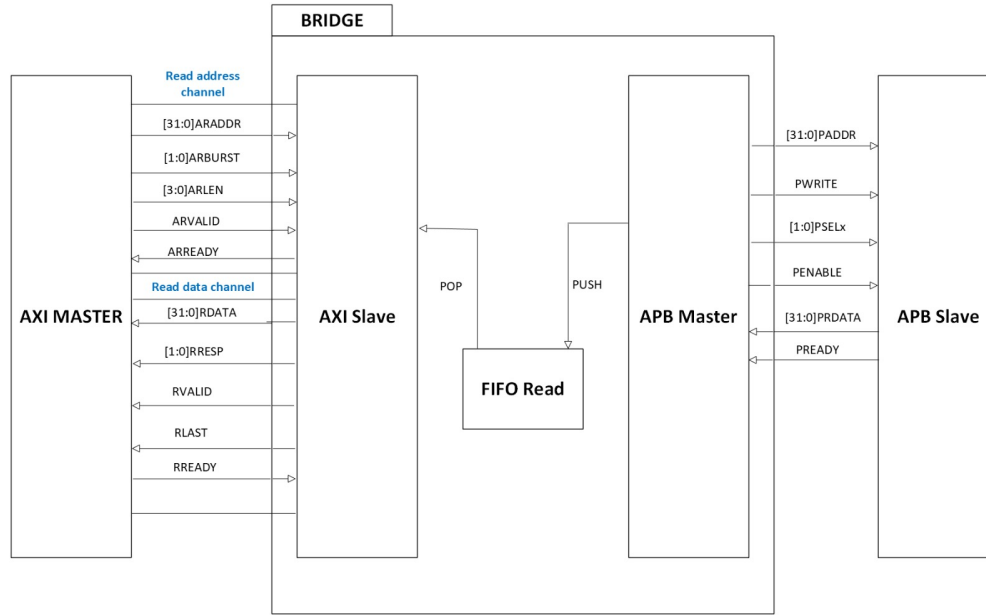 BRIDGE
Read address
channel
[31:0]ARADDR
[1:0]ARBURST
[3:0]ARLEN
ARVALID
ARREADY
Read data channel
[31:0]RDATA
[1:0]RRESP
RVALID
RLAST
RREADY
AXI MASTER
AXI Slave
POP
PUSH
FIFO Read
APB Master
[31:0]PADDR
PWRITE
[1:0]PSELx
PENABLE
[31:0]PRDATA
PREADY
APB Slave